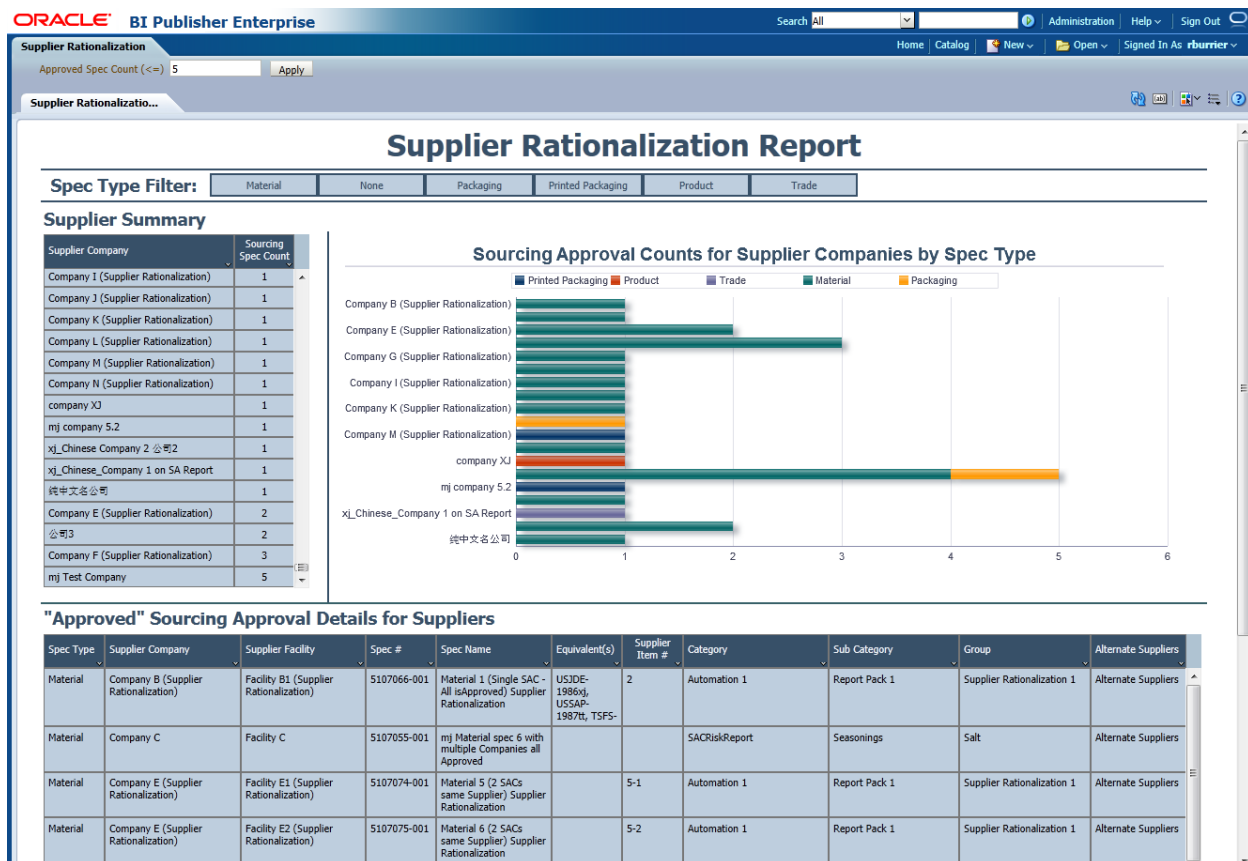 ORACLE BI Publisher Enterprise
Search All
Administration Help Sign Out
Supplier Rationalization
Home Catalog New Open Signed In As rburrier
Approved Spec Count (<=) 5 Apply
Supplier Rationalizatio...
Supplier Rationalization Report
Spec Type Filter: Material None Packaging Printed Packaging Product Trade
Supplier Summary
Supplier Company Sourcing Spec Count
Company I (Supplier Rationalization) 1
Company J (Supplier Rationalization) 1
Company K (Supplier Rationalization) 1
Company L (Supplier Rationalization) 1
Company M (Supplier Rationalization) 1
Company N (Supplier Rationalization) 1
company XJ 1
mj company 5.2 1
xj_Chinese Company 2 公司2 1
xj_Chinese_Company 1 on SA Report 1
纯中文名公司 1
Company E (Supplier Rationalization) 2
公司3 2
Company F (Supplier Rationalization) 3
mj Test Company 5
Sourcing Approval Counts for Supplier Companies by Spec Type
Printed Packaging Product Trade Material Packaging
Company B (Supplier Rationalization)
Company E (Supplier Rationalization)
Company G (Supplier Rationalization)
Company I (Supplier Rationalization)
Company K (Supplier Rationalization)
Company M (Supplier Rationalization)
company XJ
mj company 5.2
xj_Chinese_Company 1 on SA Report
纯中文名公司
0 1 2 3 4 5 6
"Approved" Sourcing Approval Details for Suppliers
Spec Type Supplier Company Supplier Facility Spec # Spec Name Equivalent(s) Supplier Item # Category Sub Category Group Alternate Suppliers
Material Company B (Supplier Facility B1 (Supplier 5107066-001 Material 1 (Single SAC - USJDE- 2 Automation 1 Report Pack 1 Supplier Rationalization 1 Alternate Suppliers
Rationalization) Rationalization) All isApproved) Supplier 1986xj,
Rationalization USSAP-
1987tt, TSFS-
Material Company C Facility C 5107055-001 mj Material spec 6 with SACRiskReport Seasonings Salt Alternate Suppliers
multiple Companies all
Approved
Material Company E (Supplier Facility E1 (Supplier 5107074-001 Material 5 (2 SACs 5-1 Automation 1 Report Pack 1 Supplier Rationalization 1 Alternate Suppliers
Rationalization) Rationalization) same Supplier) Supplier
Rationalization
Material Company E (Supplier Facility E2 (Supplier 5107075-001 Material 6 (2 SACs 5-2 Automation 1 Report Pack 1 Supplier Rationalization 1 Alternate Suppliers
Rationalization) Rationalization) same Supplier) Supplier
Rationalization